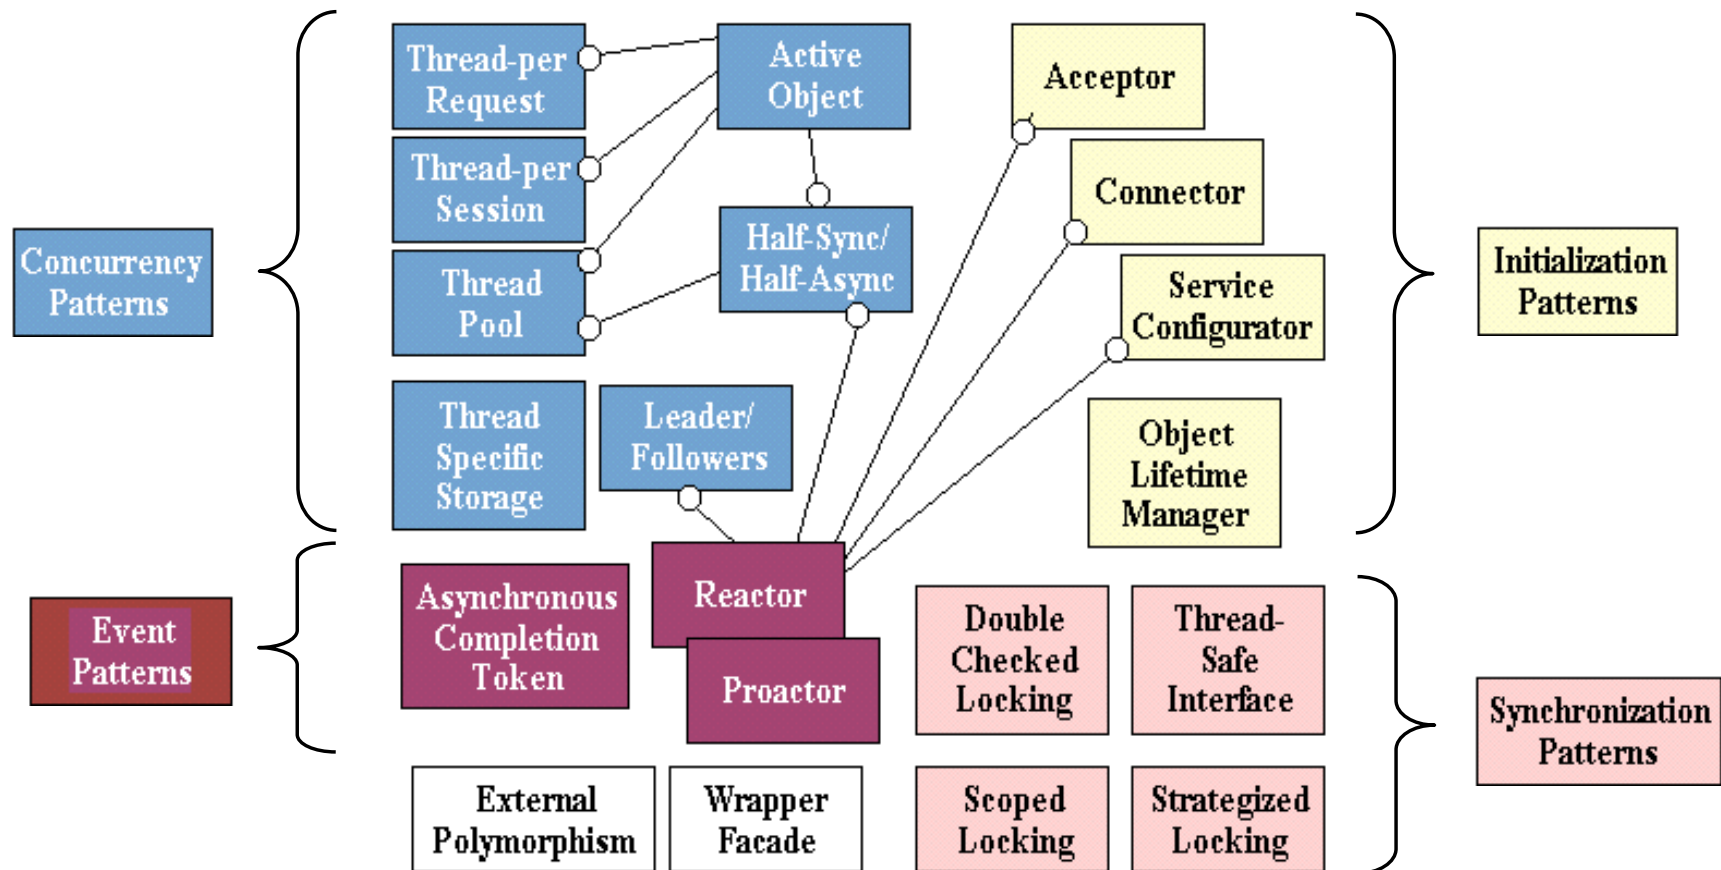 Thread-per
Request
Active
Object
Acceptor
Thread-per
Session
Connector
Concurrency
Patterns
Thread
Pool
Half-Sync/
Half-Async
Service
Configurator
Initialization
Patterns
Thread
Specific
Storage
Leader/
Followers
Object
Lifetime
Manager
Event
Patterns
Asynchronous
Completion
Token
Reactor
Proactor
Double
Checked
Locking
Thread-
Safe
Interface
Synchronization
Patterns
External
Polymorphism
Wrapper
Facade
Scoped
Locking
Strategized
Locking